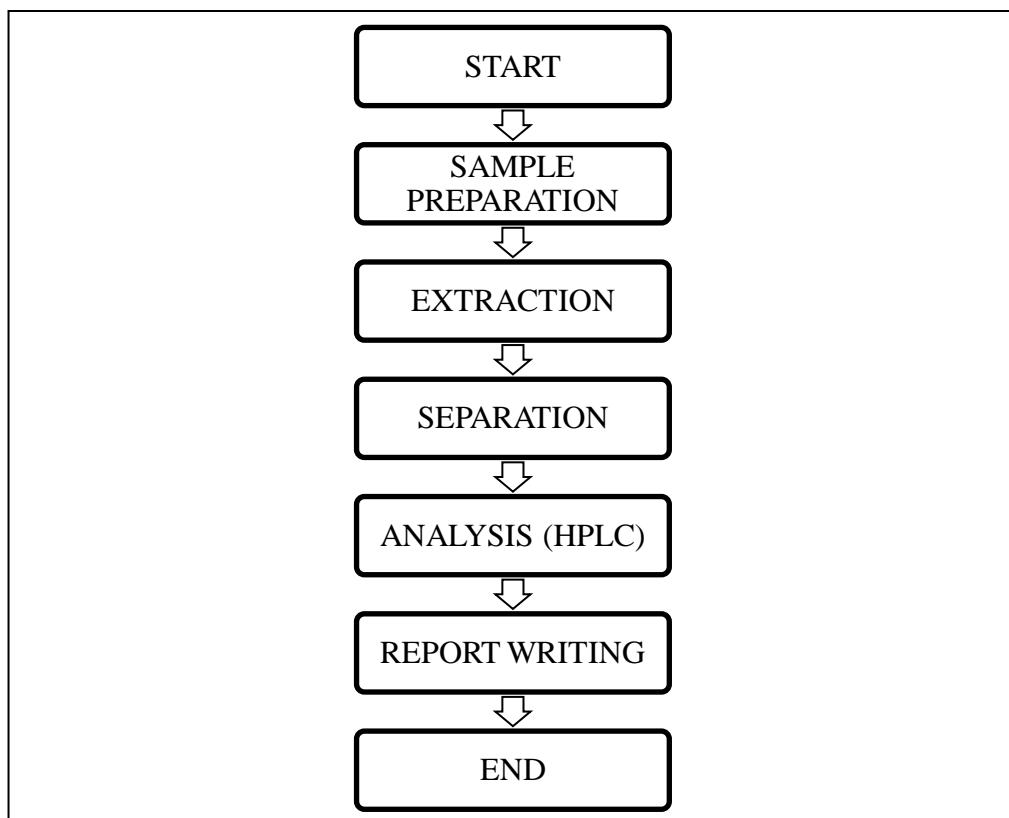 START
SAMPLE
PREPARATION
EXTRACTION
SEPARATION
ANALYSIS (HPLC)
REPORT WRITING
END